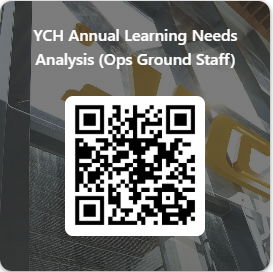 YCH Annual Learning Needs
Analysis (Ops Ground Staff)